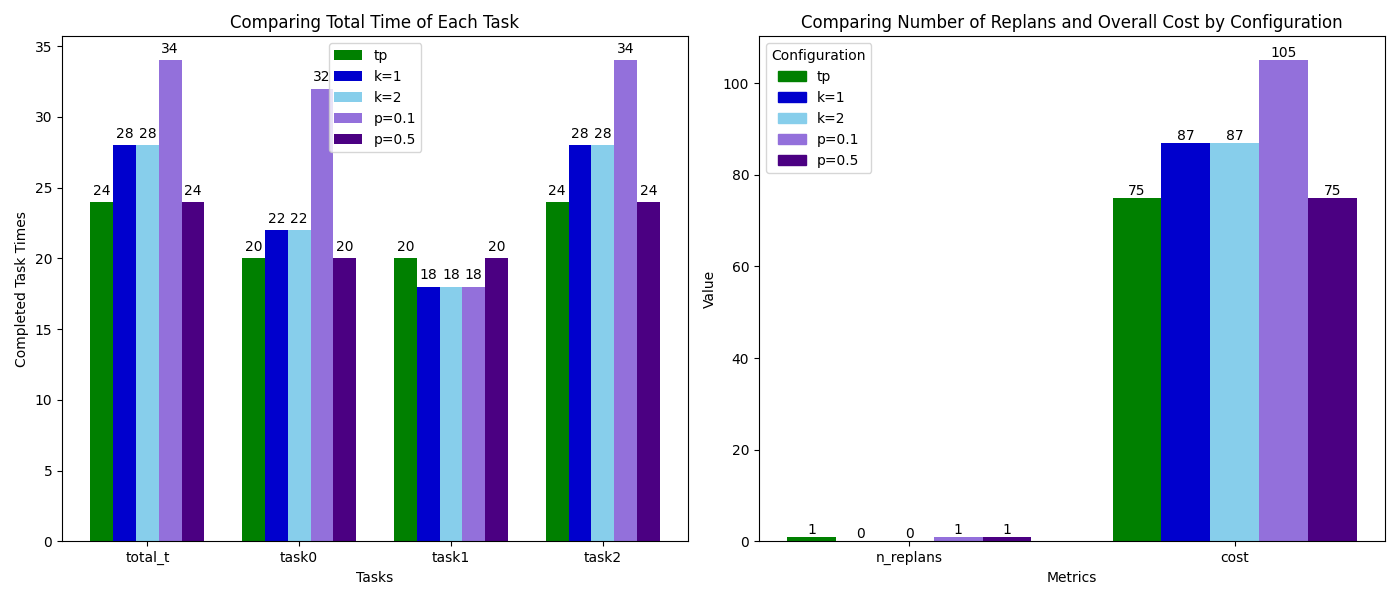 Comparing Total Time of Each Task
Completed Task Times
35
30
25
20
15
10
5
0
24 28 28 34 24
20 22 22 32 20
20 18 18 18 20
24 28 28 34 24
tp
k=1
k=2
p=0.1
p=0.5
total_t task0 task1 task2
Tasks
Comparing Number of Replans and Overall Cost by Configuration
Value
100
80
60
40
20
0
Configuration
tp
k=1
k=2
p=0.1
p=0.5
1 0 0 1 1
75 87 87 105 75
n_replans cost
Metrics